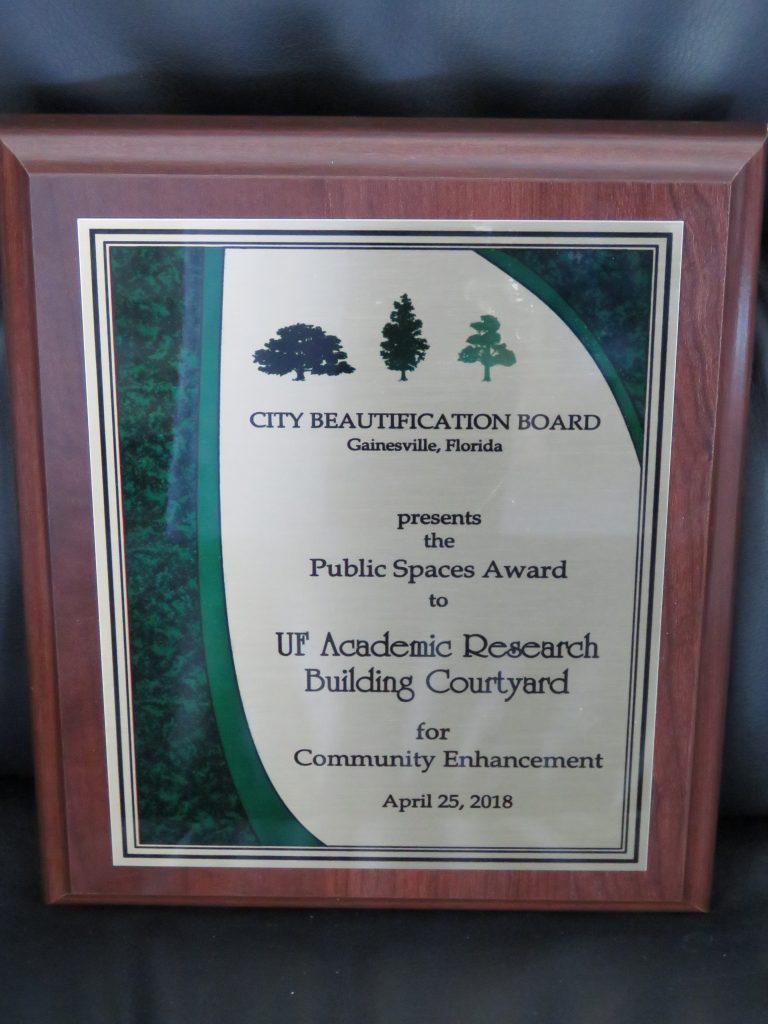 CITY BEAUTIFICATION BOARD
Gainesville, Florida
presents
the
Public Spaces Award
to
UF Academic Research
Building Courtyard
for
Community Enhancement
April 25, 2018